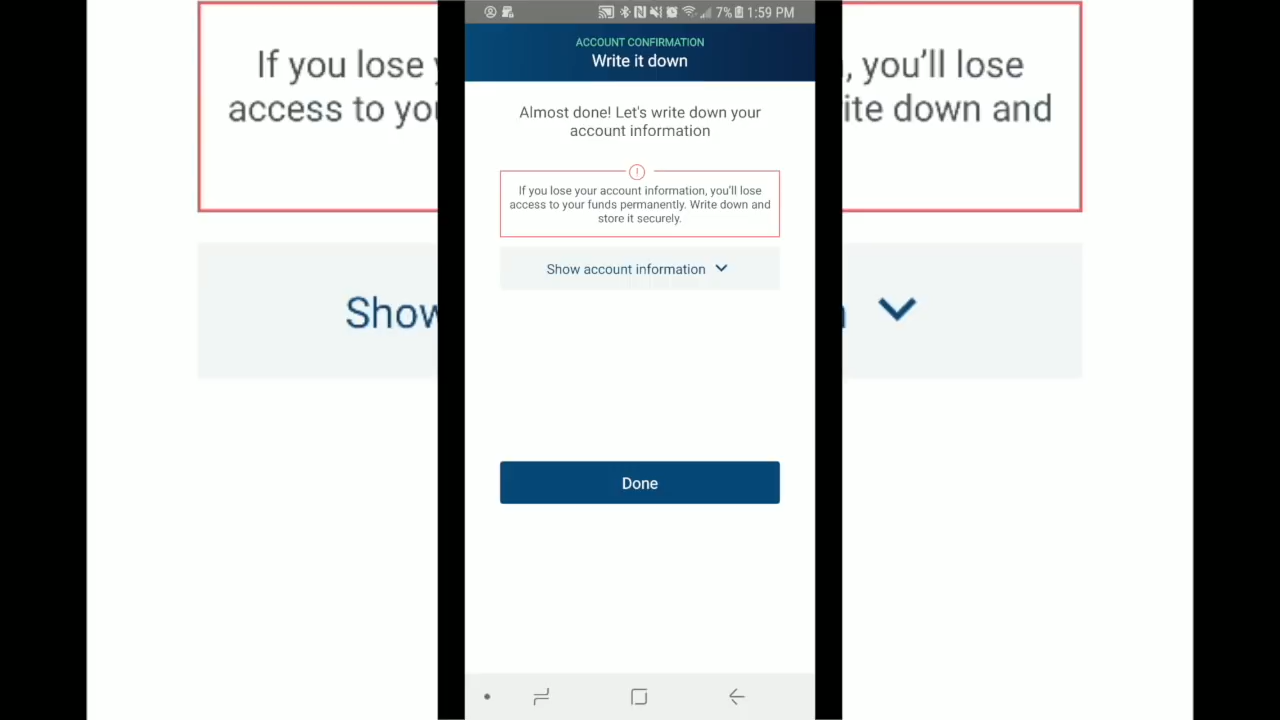 7% 1:59 PM
ACCOUNT CONFIRMATION
Write it down
Almost done! Let's write down your
account information
If you lose your account information, you'll lose
access to your funds permanently. Write down and
store it securely.
Show account information
Done
If you lose
, you'll lose
access to
ite down and
Show